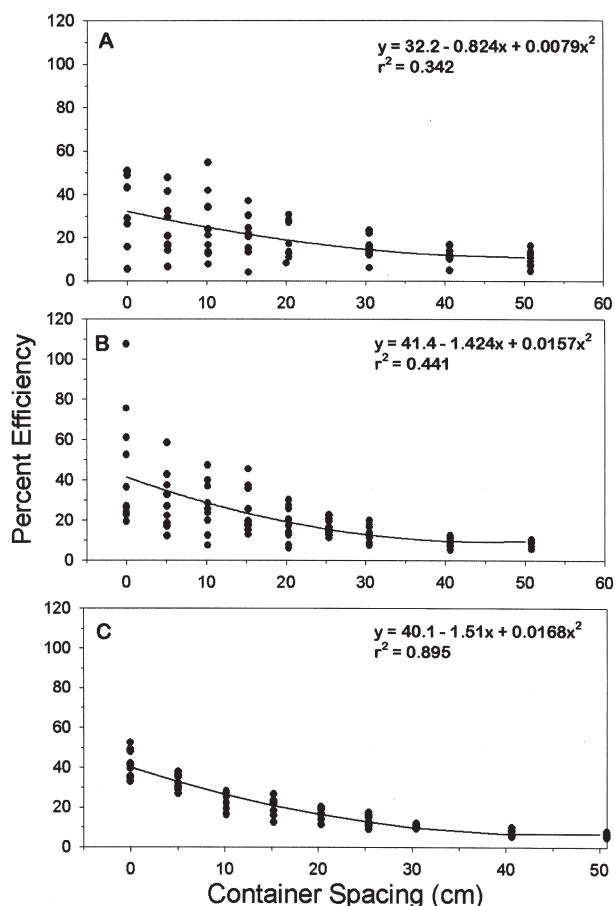 120
A
y = 32.2 - 0.824x + 0.0079x²
r² = 0.342
100
80
60
40
20
0
0 10 20 30 40 50 60
120
B
y = 41.4 - 1.424x + 0.0157x²
r² = 0.441
100
80
60
40
20
0
0 10 20 30 40 50 60
Percent Efficiency
120
C
y = 40.1 - 1.51x + 0.0168x²
r² = 0.895
100
80
60
40
20
0
0 10 20 30 40 50
Container Spacing (cm)